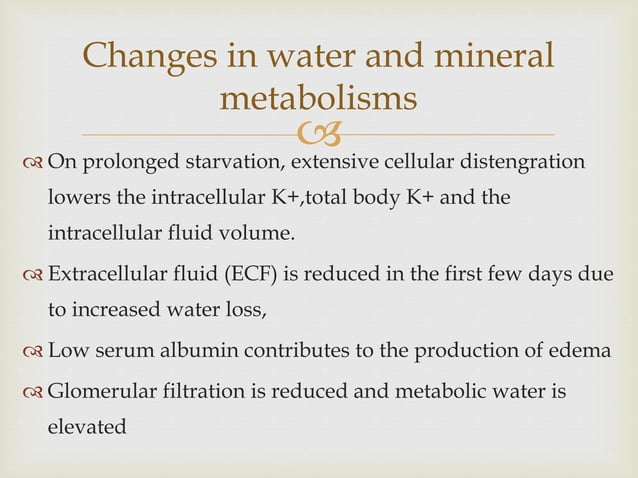 Changes in water and mineral
metabolisms
On prolonged starvation, extensive cellular distengration
lowers the intracellular K+,total body K+ and the
intracellular fluid volume.
Extracellular fluid (ECF) is reduced in the first few days due
to increased water loss,
Low serum albumin contributes to the production of edema
Glomerular filtration is reduced and metabolic water is
elevated